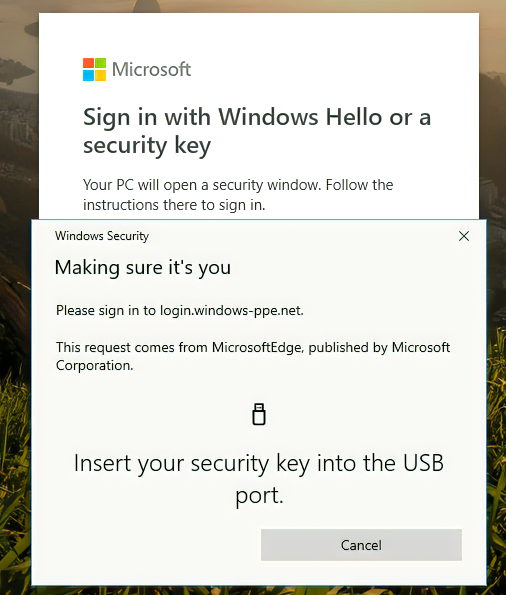 Microsoft
Sign in with Windows Hello or a
security key
Your PC will open a security window. Follow the
instructions there to sign in.
Windows Security
Making sure it's you
Please sign in to login.windows-ppe.net.
This request comes from MicrosoftEdge, published by Microsoft
Corporation.
Insert your security key into the USB
port.
Cancel